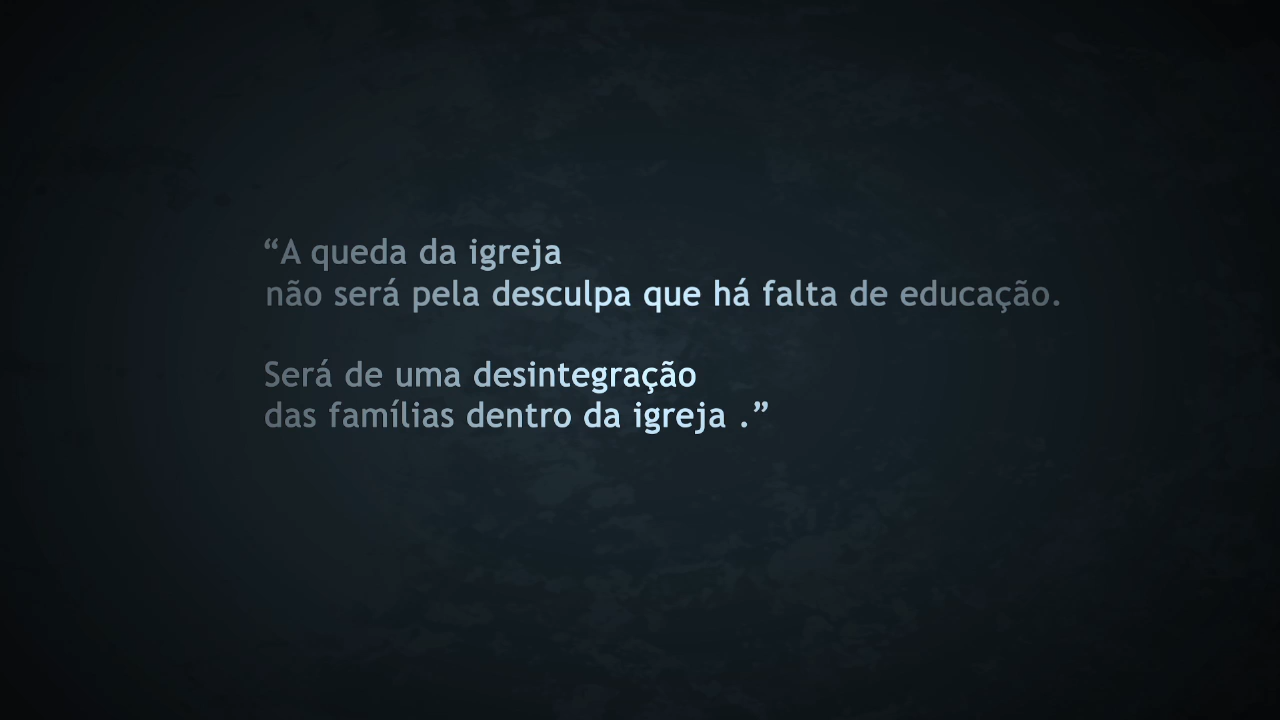 “A queda da igreja
não será pela desculpa que há falta de educação.
Será de uma desintegração
das famílias dentro da igreja .”